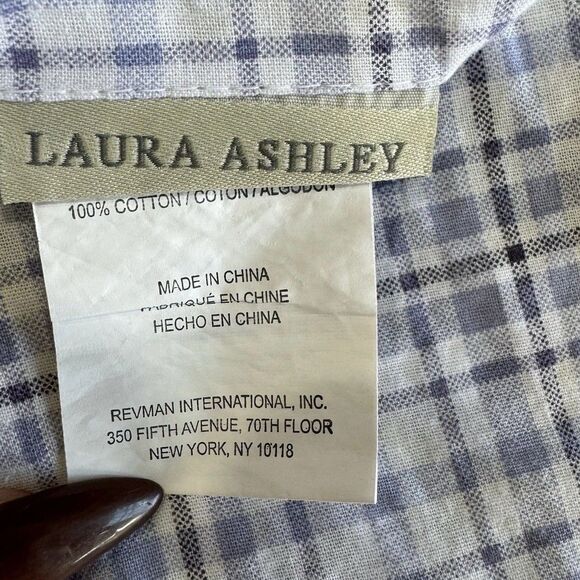 LAURA ASHLEY
100% COTTON / COTON / ALGODON
MADE IN CHINA
FABRIQUÉ EN CHINE
HECHO EN CHINA
REVMAN INTERNATIONAL, INC.
350 FIFTH AVENUE, 70TH FLOOR
NEW YORK, NY 10118